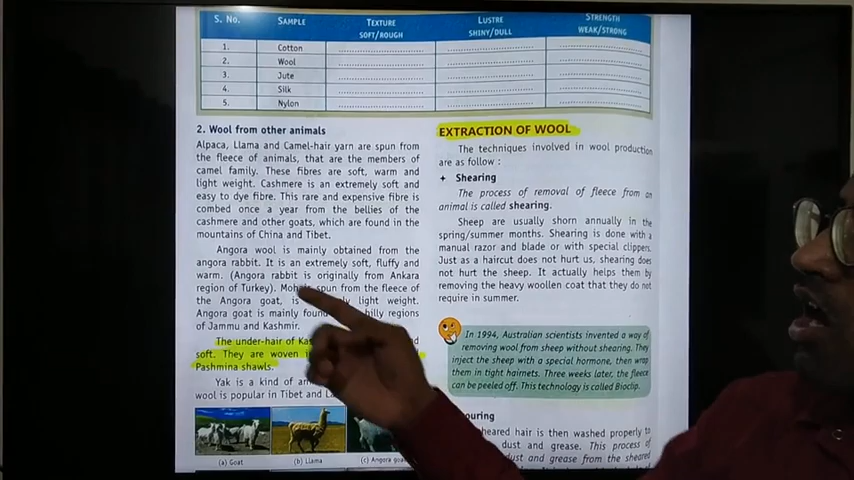 S. No. SAMPLE TEXTURE SOFT/ROUGH LUSTRE SHINY/DULL STRENGTH WEAK/STRONG
1. Cotton
2. Wool
3. Jute
4. Silk
5. Nylon
2. Wool from other animals
Alpaca, Llama and Camel-hair yarn are spun from
the fleece of animals, that are the members of
camel family. These fibres are soft, warm and
light weight. Cashmere is an extremely soft and
easy to dye fibre. This rare and expensive fibre is
combed once a year from the bellies of the
cashmere and other goats, which are found in the
mountains of China and Tibet.
Angora wool is mainly obtained from the
angora rabbit. It is an extremely soft, fluffy and
warm. (Angora rabbit is originally from Ankara
region of Turkey). Mohair spun from the fleece of
the Angora goat, is light weight.
Angora goat is mainly found hilly regions
of Jammu and Kashmir.
The under-hair of
soft. They are woven
Pashmina shawls.
Yak is a kind of
wool is popular in Tibet and
(a) Goat
(b) Llama
(c) Angora goat
EXTRACTION OF WOOL
The techniques involved in wool production
are as follow :
+ Shearing
The process of removal of fleece from an
animal is called shearing.
Sheep are usually shorn annually in the
spring/summer months. Shearing is done with a
manual razor and blade or with special clippers.
Just as a haircut does not hurt us, shearing does
not hurt the sheep. It actually helps them by
removing the heavy woollen coat that they do not
require in summer.
In 1994, Australian scientists invented a way of
removing wool from sheep without shearing. They
inject the sheep with a special hormone, then wrap
them in tight hairnets. Three weeks later, the fleece
can be peeled off. This technology is called Bioclip.
ouring
heared hair is then washed properly to
dust and grease. This process of
dust and grease from the sheared